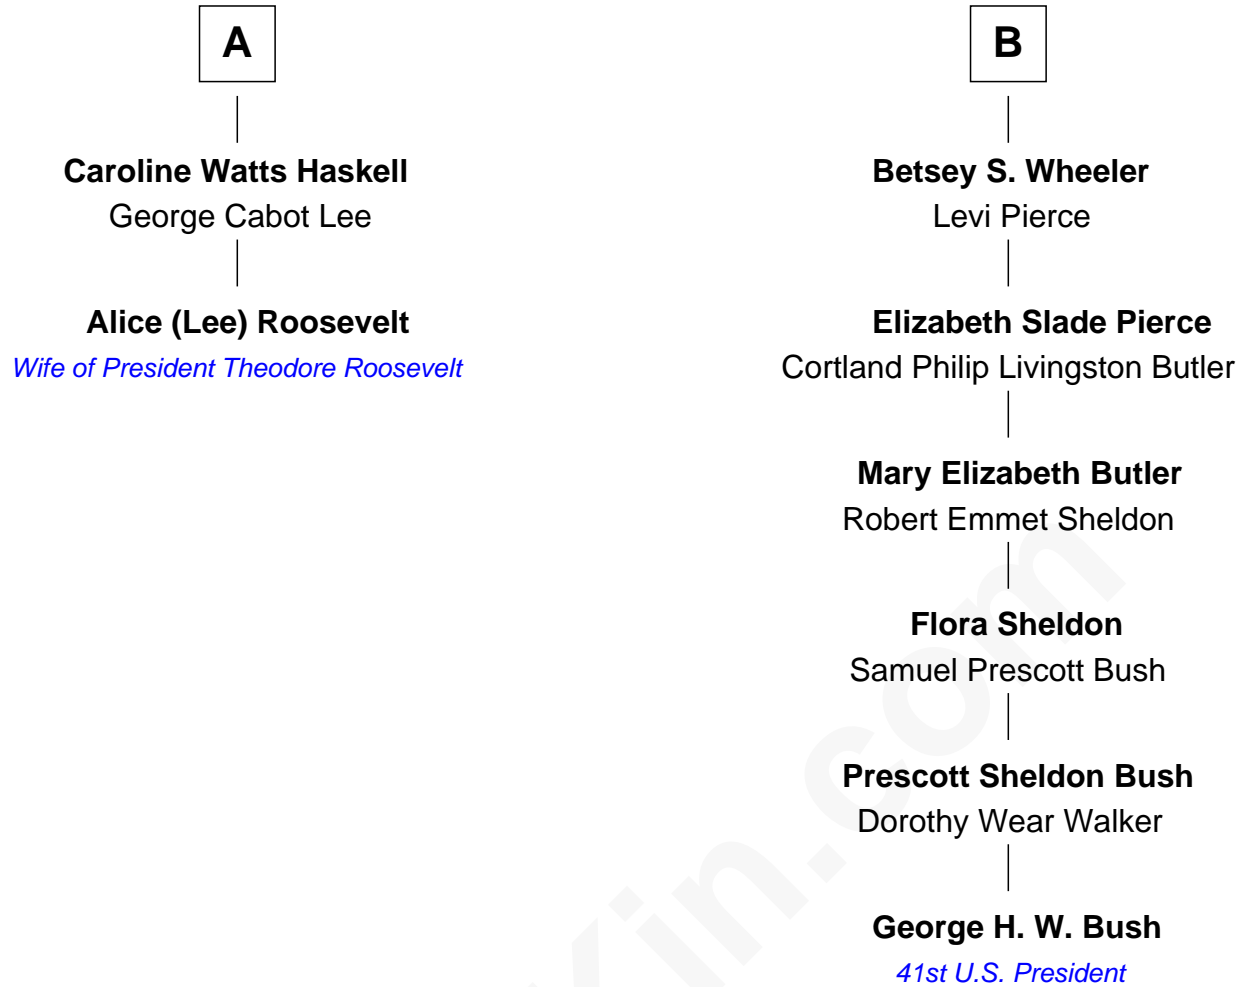 A
B
Caroline Watts Haskell
George Cabot Lee
Alice (Lee) Roosevelt
Wife of President Theodore Roosevelt
Betsey S. Wheeler
Levi Pierce
Elizabeth Slade Pierce
Cortland Philip Livingston Butler
Mary Elizabeth Butler
Robert Emmet Sheldon
Flora Sheldon
Samuel Prescott Bush
Prescott Sheldon Bush
Dorothy Wear Walker
George H. W. Bush
41st U.S. President